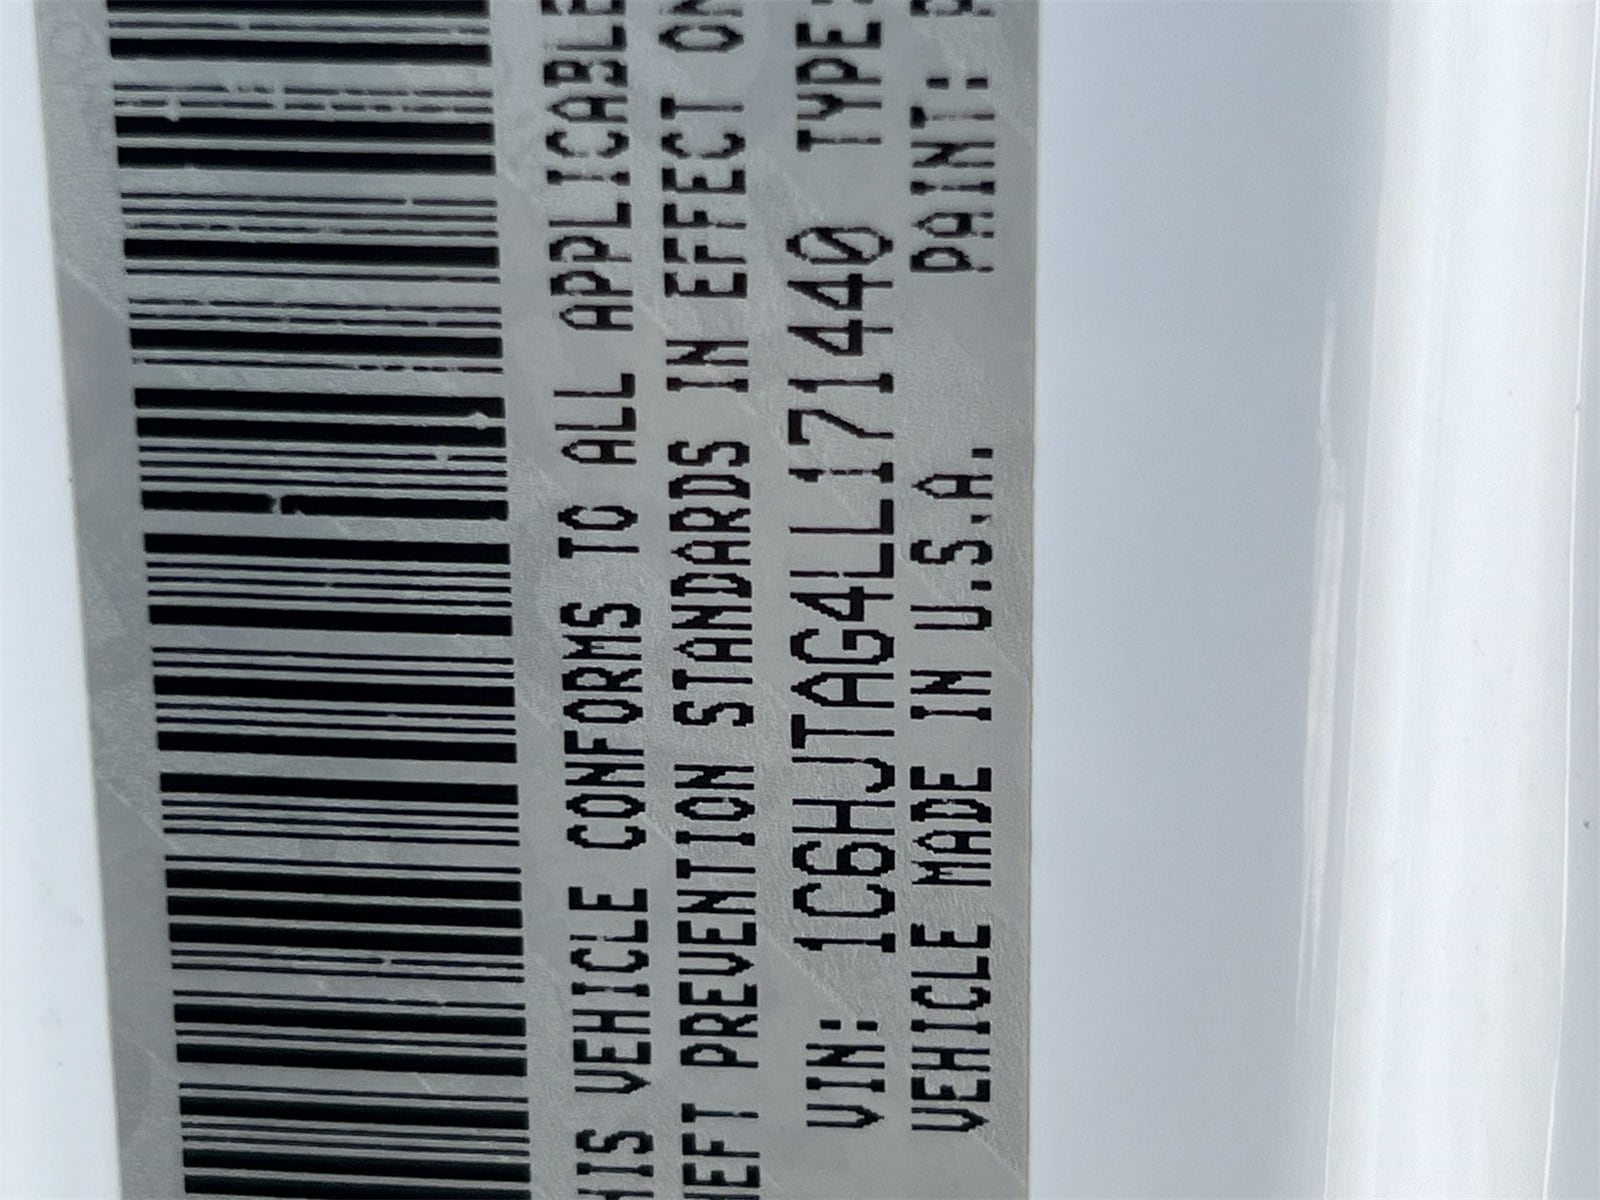 HIS VEHICLE CONFORMS TO ALL APPLICABLE
HEFT PREVENTION STANDARDS IN EFFECT ON
VIN: 1C6HJTAG4LL171440 TYPE:
VEHICLE MADE IN U.S.A. PAINT: P